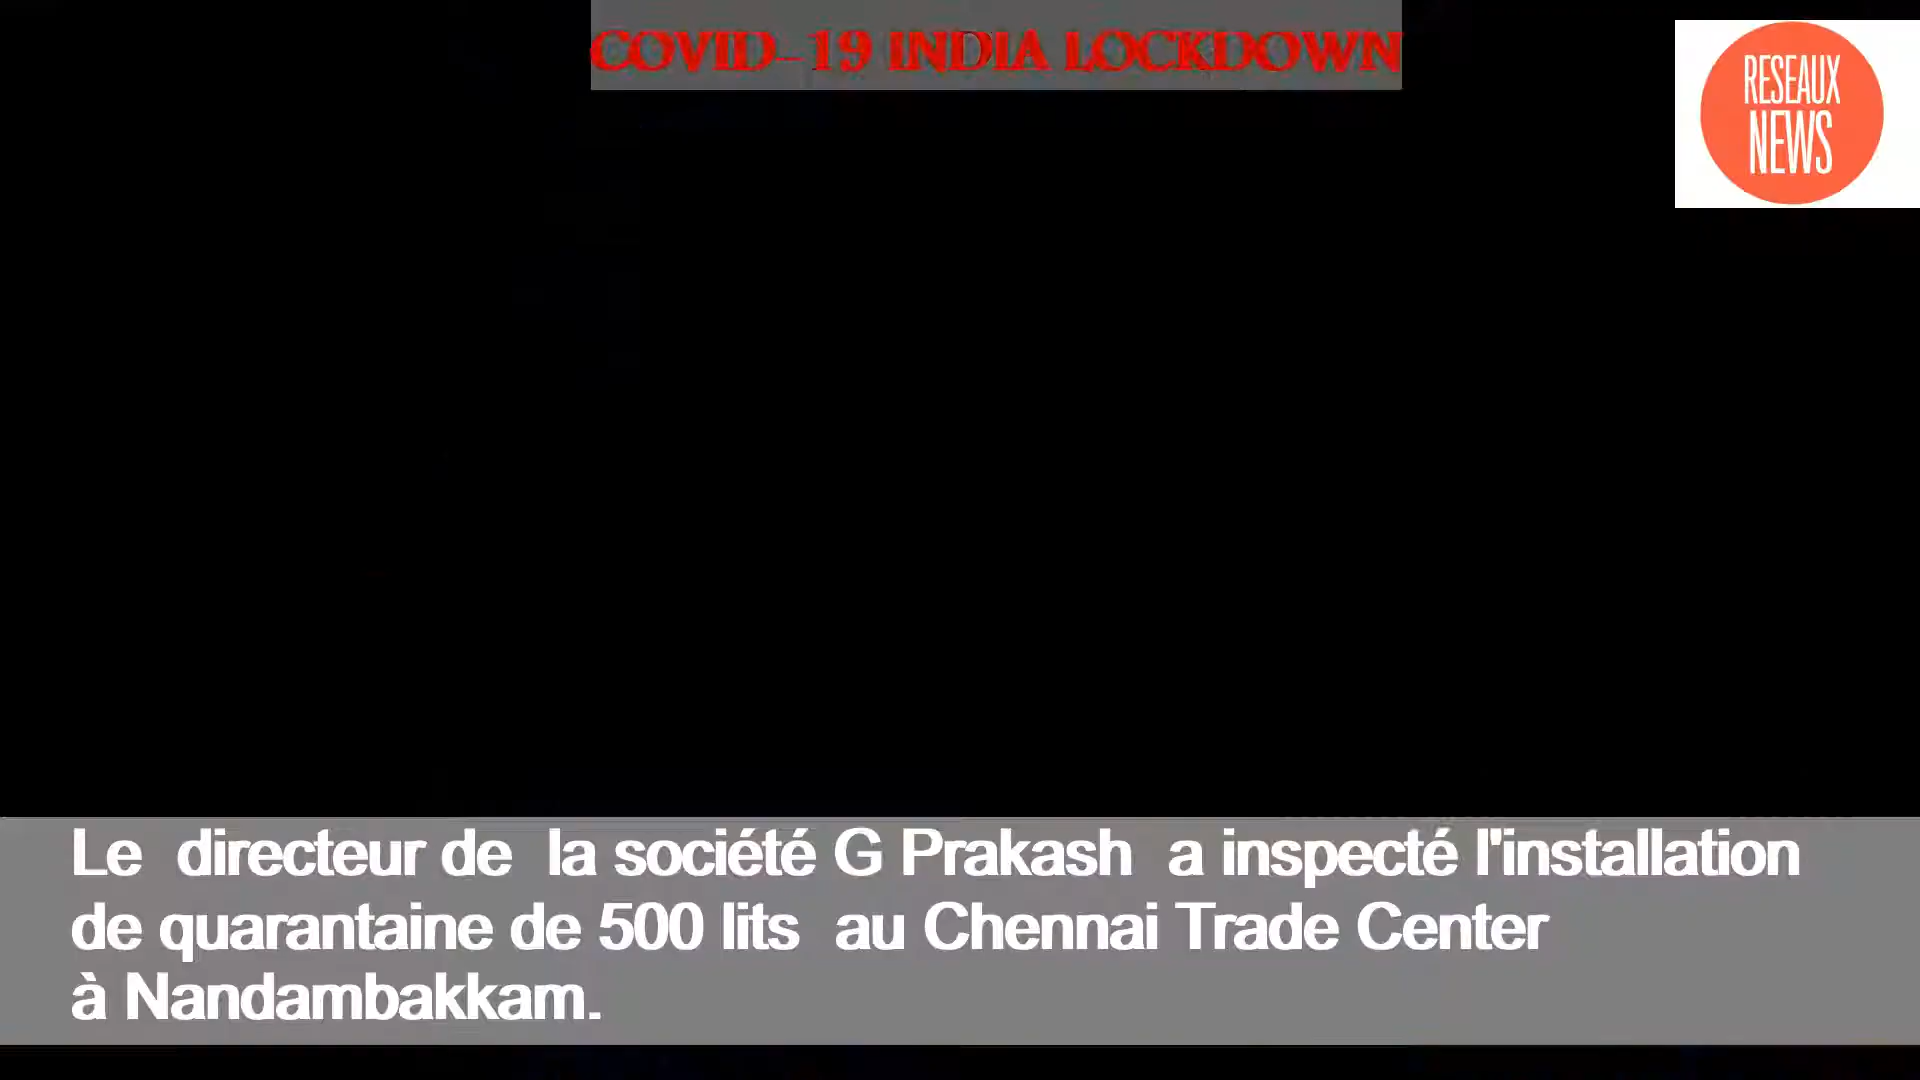 COVID-19 INDIA LOCKDOWN
RESEAUX
NEWS
Le directeur de la société G Prakash a inspecté l'installation
de quarantaine de 500 lits au Chennai Trade Center
à Nandambakkam.